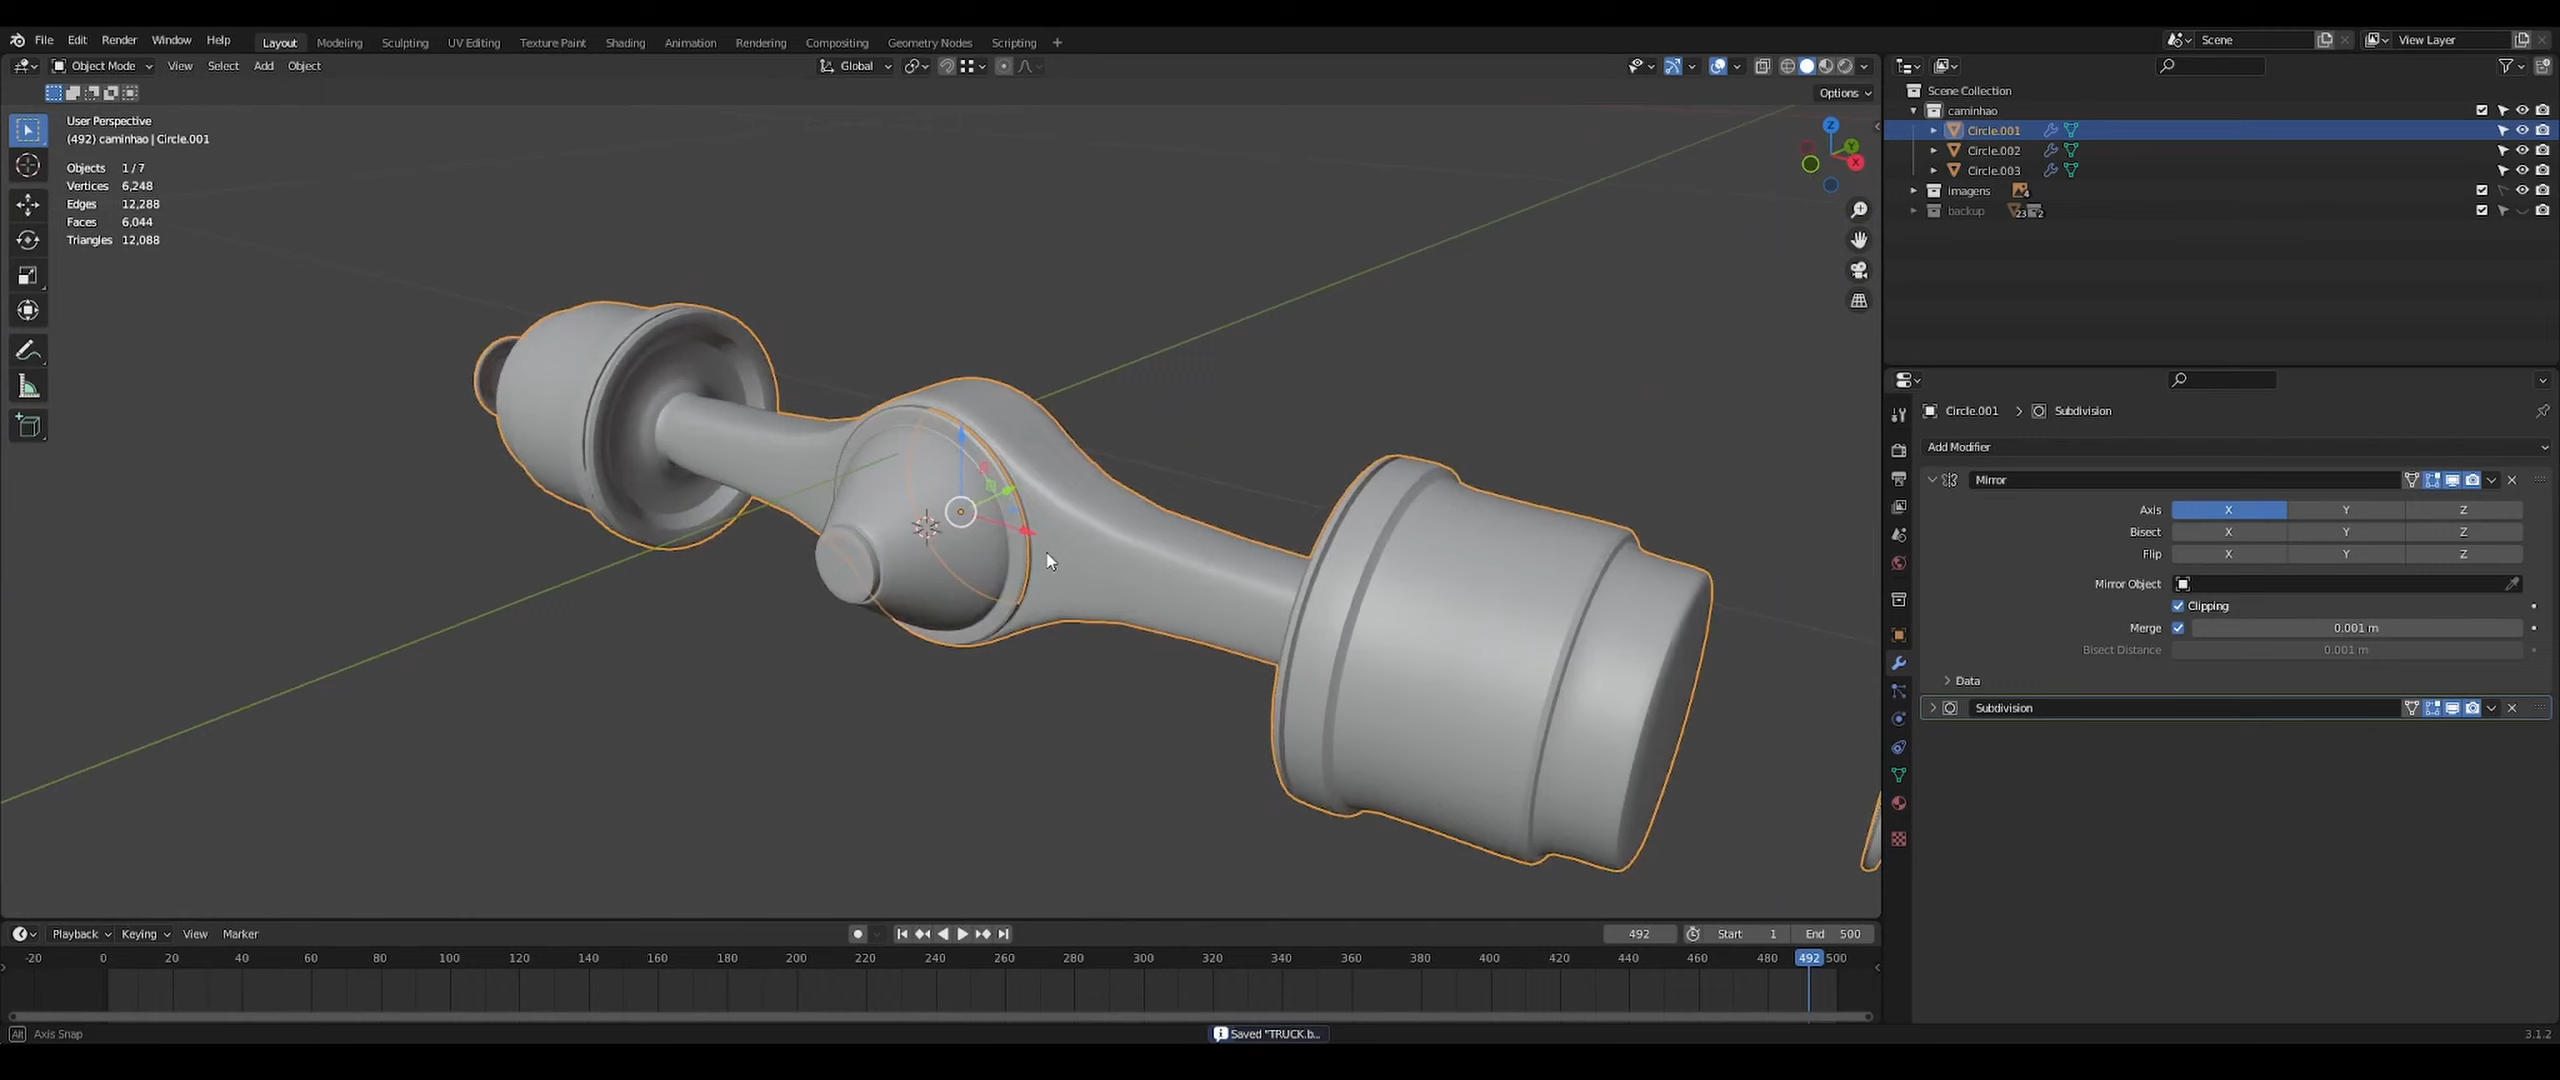 File Edit Render Window Help Layout Modeling Sculpting UV Editing Texture Paint Shading Animation Rendering Compositing Geometry Nodes Scripting + Scene View Layer
Object Mode View Select Add Object Global
Options
User Perspective
(492) caminhao | Circle.001
Objects 1/7
Vertices 6,248
Edges 12,288
Faces 6,044
Triangles 12,088
Z
Y
X
Scene Collection
caminhao
Circle.001
Circle.002
Circle.003
imagens 4
backup 23 2
Circle.001 > Subdivision
Add Modifier
Mirror
Axis X Y Z
Bisect X Y Z
Flip X Y Z
Mirror Object
Clipping
Merge 0.001 m
Bisect Distance 0.001 m
Data
Subdivision
Playback Keying View Marker 492 Start 1 End 500
-20 0 20 40 60 80 100 120 140 160 180 200 220 240 260 280 300 320 340 360 380 400 420 440 460 480 492 500
Alt Axis Snap Saved "TRUCK.b... 3.1.2